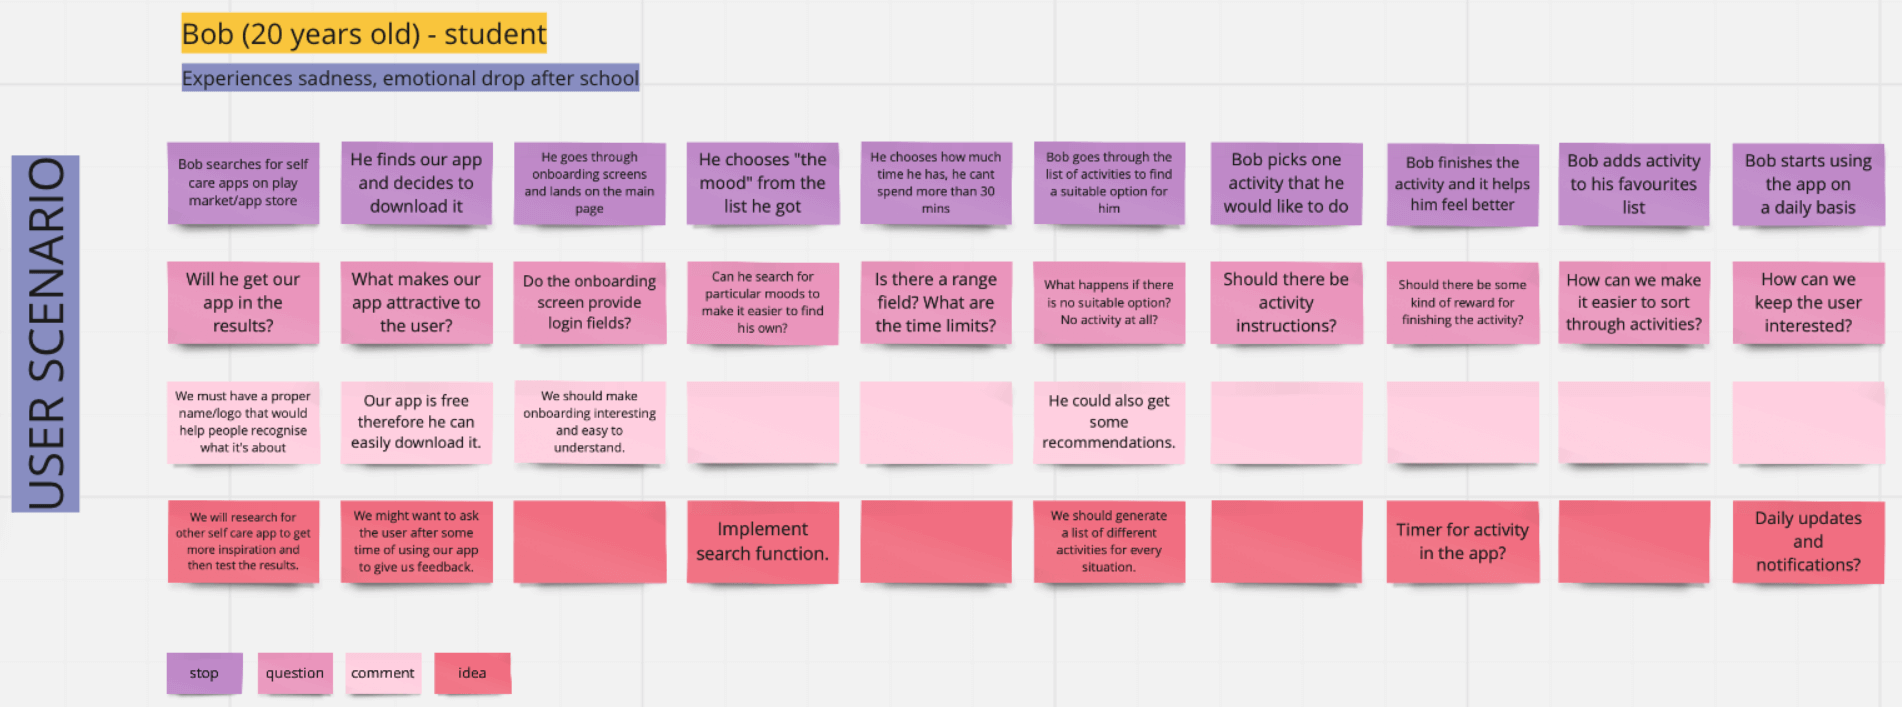 Bob (20 years old) - student
Experiences sadness, emotional drop after school
USER SCENARIO
Bob searches for self
care apps on play
market/app store
He finds our app
and decides to
download it
He goes through
onboarding screens
and lands on the main
page
He chooses "the
mood" from the
list he got
He chooses how much
time he has, he cant
spend more than 30
mins
Bob goes through the
list of activities to find
a suitable option for
him
Bob picks one
activity that he
would like to do
Bob finishes the
activity and it helps
him feel better
Bob adds activity
to his favourites
list
Bob starts using
the app on
a daily basis
Will he get our
app in the
results?
What makes our
app attractive to
the user?
Do the onboarding
screen provide
login fields?
Can he search for
particular moods to
make it easier to find
his own?
Is there a range
field? What are
the time limits?
What happens if there
is no suitable option?
No activity at all?
Should there be
activity
instructions?
Should there be some
kind of reward for
finishing the activity?
How can we make
it easier to sort
through activities?
How can we
keep the user
interested?
We must have a proper
name/logo that would
help people recognise
what it's about
Our app is free
therefore he can
easily download it.
We should make
onboarding interesting
and easy to
understand.
He could also get
some
recommendations.
We will research for
other self care app to get
more inspiration and
then test the results.
We might want to ask
the user after some
time of using our app
to give us feedback.
Implement
search function.
We should generate
a list of different
activities for every
situation.
Timer for activity
in the app?
Daily updates
and
notifications?
stop
question
comment
idea